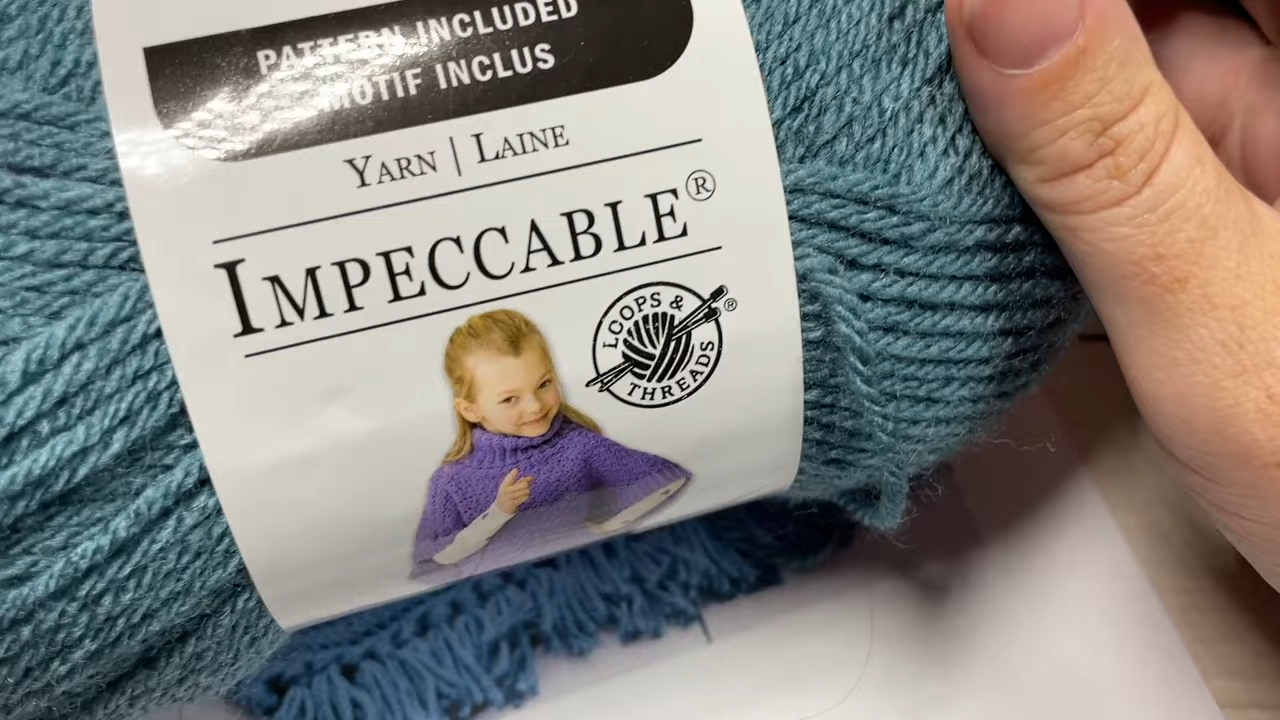 PATTERN INCLUDED
MOTIF INCLUS
YARN | LAINE
IMPECCABLE®
LOOPS &
THREADS®